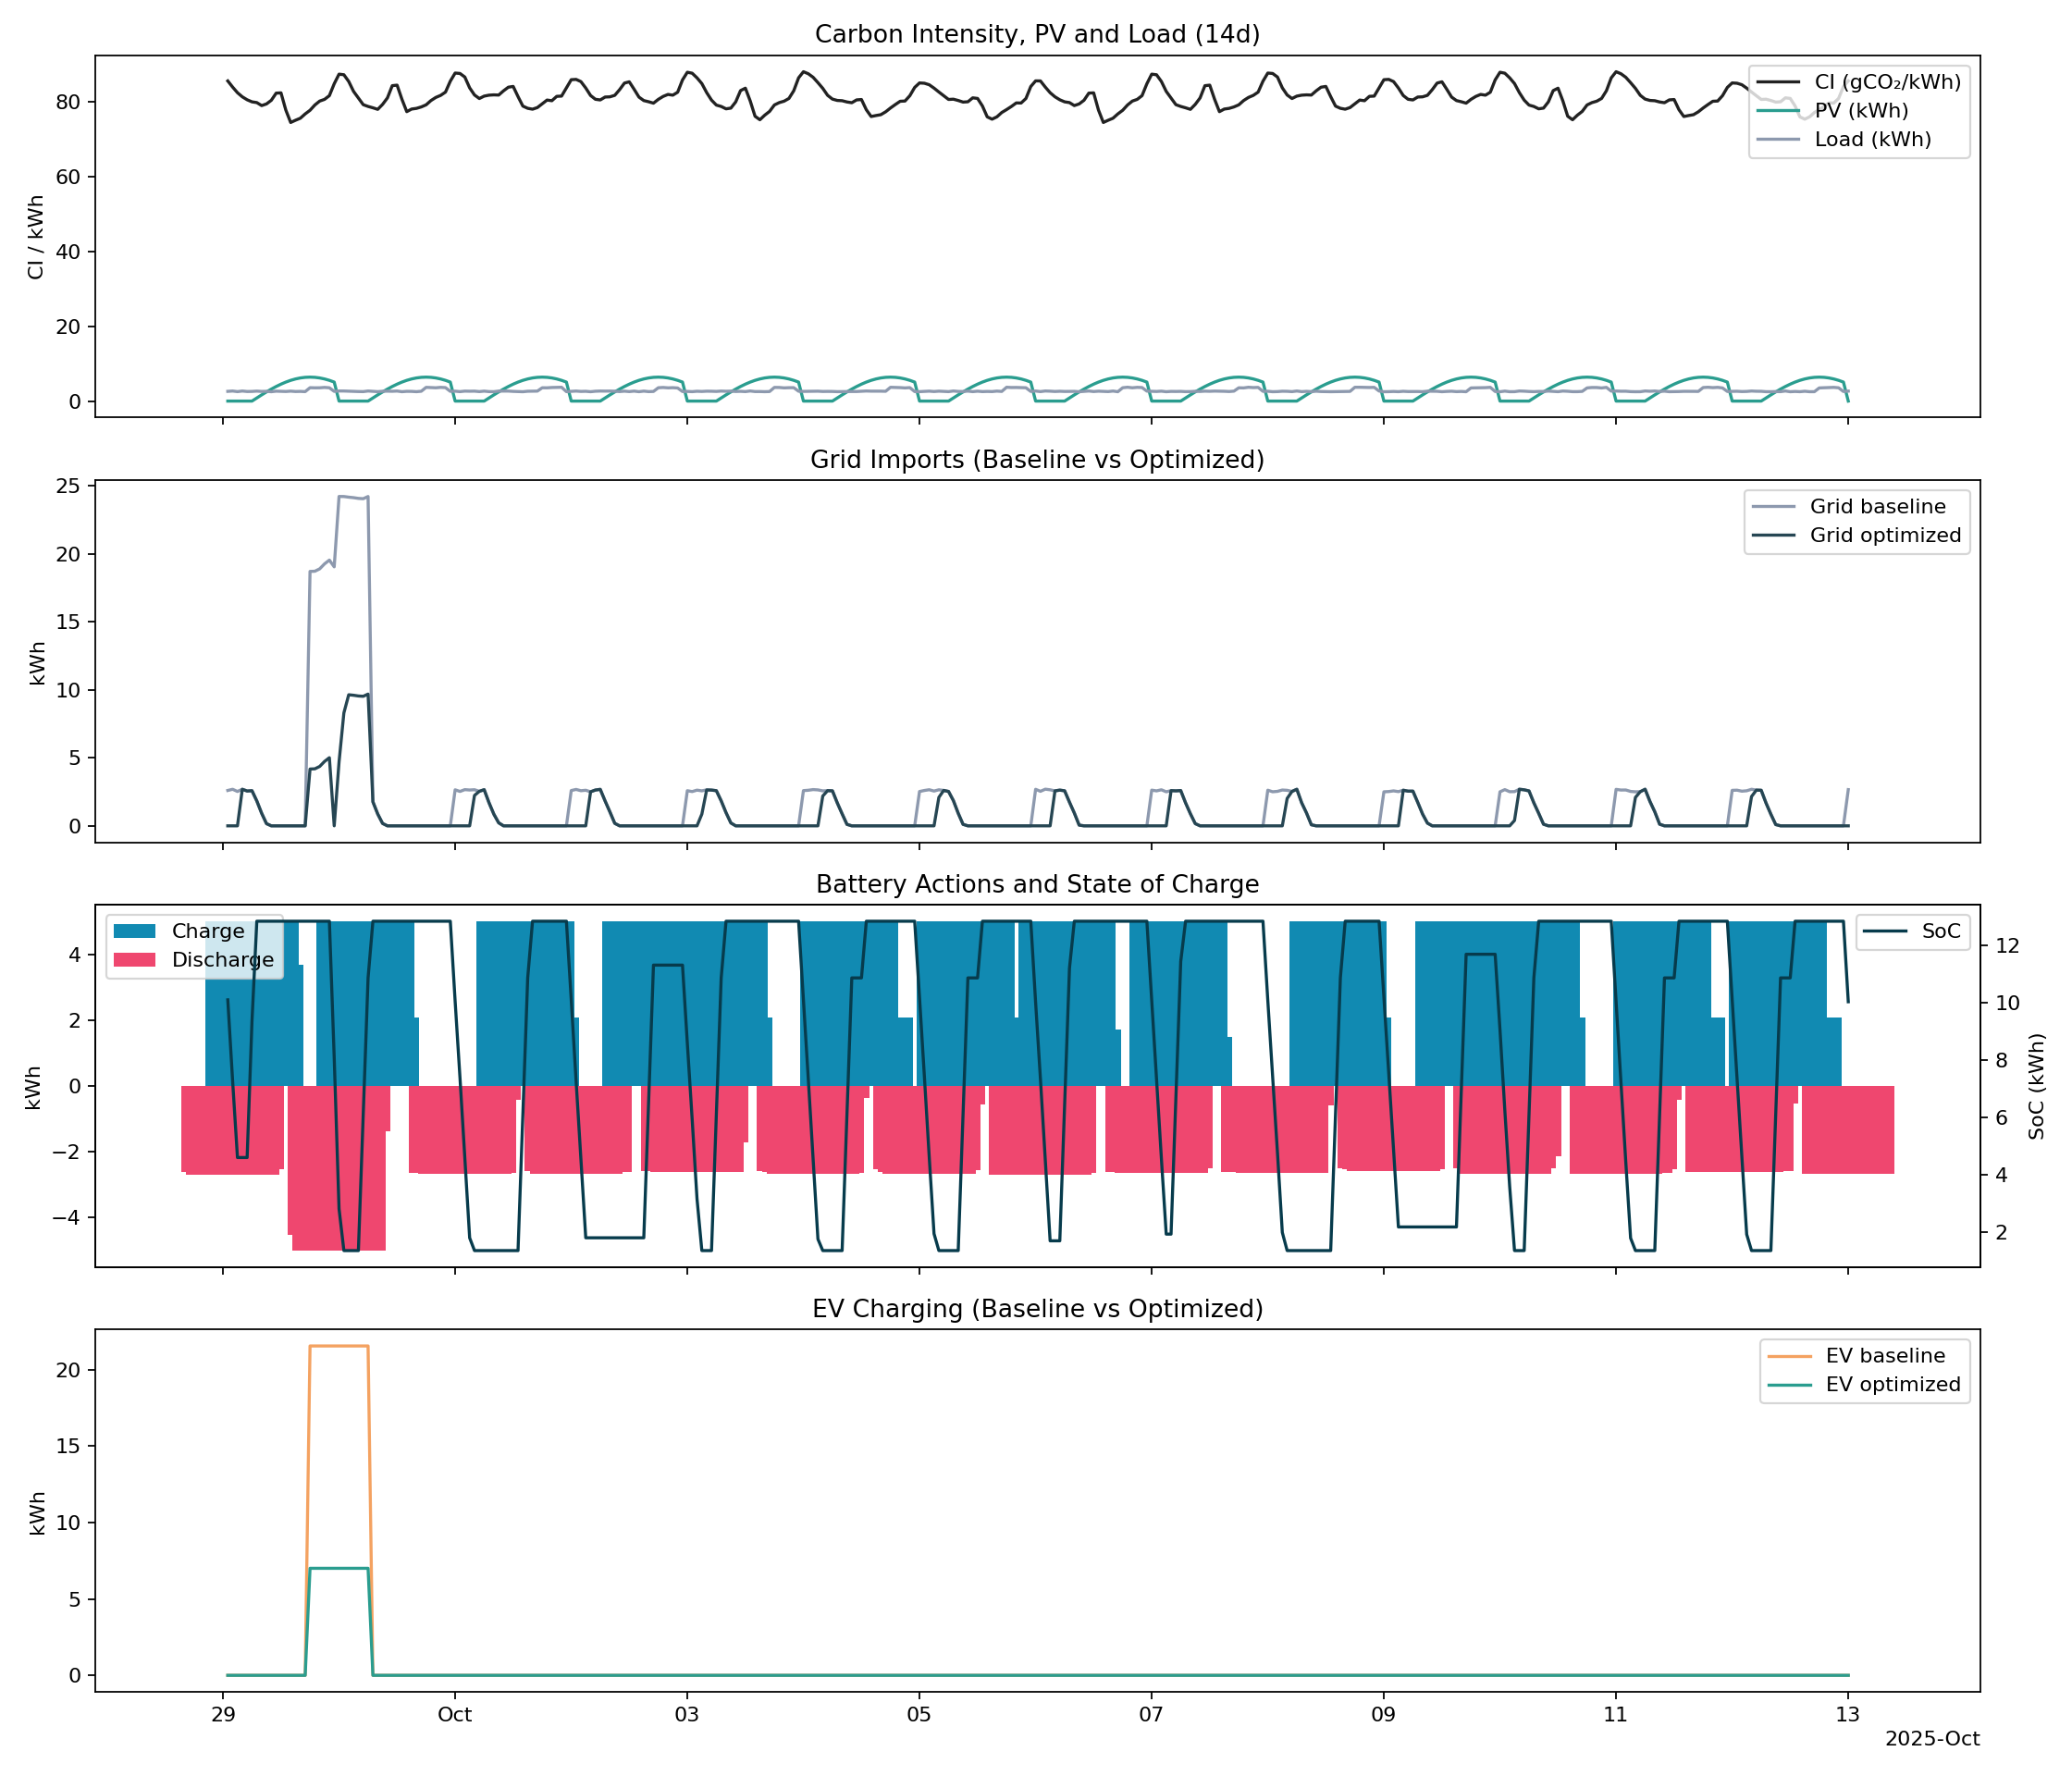 Carbon Intensity, PV and Load (14d)
CI / kWh
80
60
40
20
0
CI (gCO₂/kWh)
PV (kWh)
Load (kWh)
Grid Imports (Baseline vs Optimized)
kWh
25
20
15
10
5
0
Grid baseline
Grid optimized
Battery Actions and State of Charge
kWh
4
2
0
−2
−4
Charge
Discharge
SoC
12
10
8
6
4
2
SoC (kWh)
EV Charging (Baseline vs Optimized)
kWh
20
15
10
5
0
EV baseline
EV optimized
29 Oct 03 05 07 09 11 13
2025-Oct